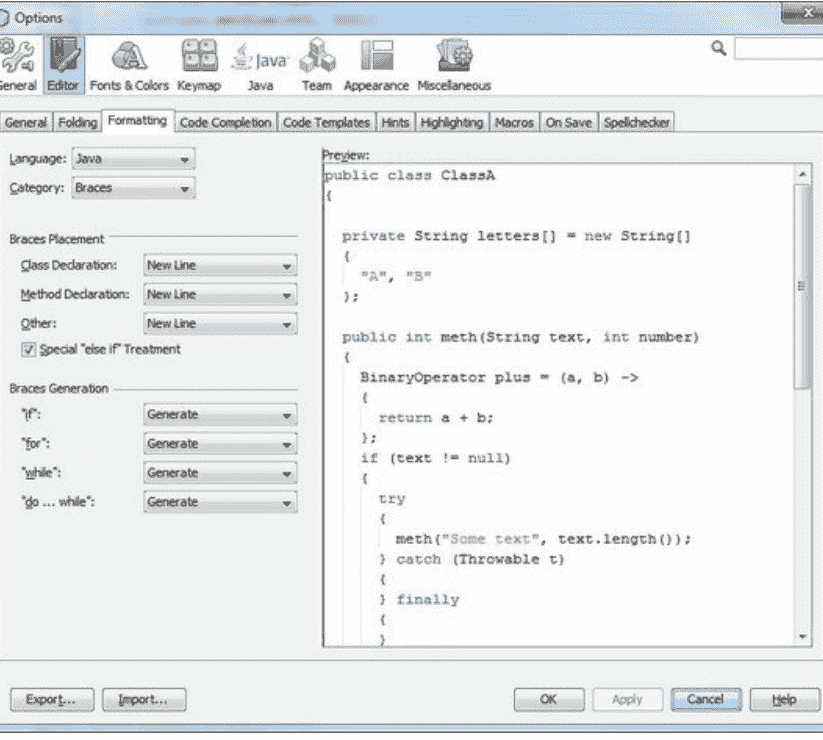 Options
General Editor Fonts & Colors Keymap Java Team Appearance Miscellaneous
General Folding Formatting Code Completion Code Templates Hints Highlighting Macros On Save Spellchecker
Language: Java
Category: Braces
Braces Placement
Class Declaration: New Line
Method Declaration: New Line
Other: New Line
Special "else if" Treatment
Braces Generation
"if": Generate
"for": Generate
"while": Generate
"do ... while": Generate
Preview:
public class ClassA
{
private String letters[] = new String[]
{
"A", "B"
};
public int meth(String text, int number)
{
BinaryOperator plus = (a, b) ->
{
return a + b;
};
if (text != null)
{
try
{
meth("Some text", text.length());
} catch (Throwable t)
{
} finally
{
}
Export... Import... OK Apply Cancel Help